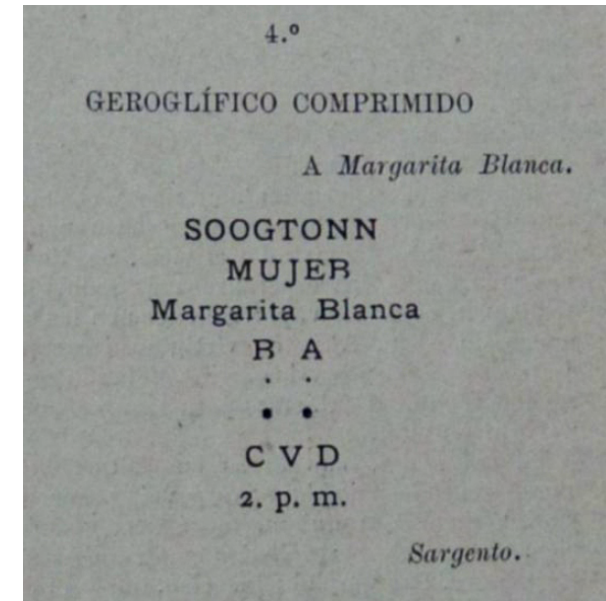 4.º
GEROGLÍFICO COMPRIMIDO
A Margarita Blanca.
SOOGTONN
MUJER
Margarita Blanca
R A
. .
• •
C V D
2. p. m.
Sargento.